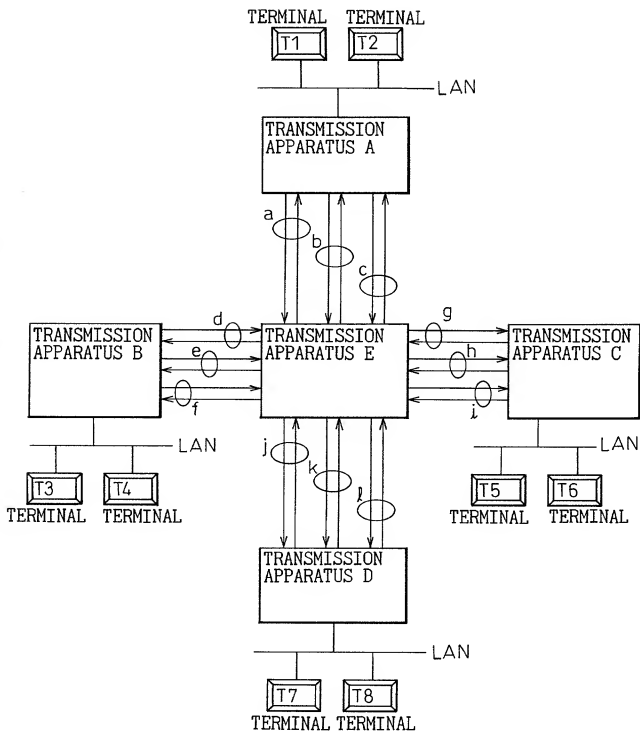 TERMINAL TERMINAL
T1 T2
LAN
TRANSMISSION
APPARATUS A
a
b
c
d
g
TRANSMISSION
APPARATUS B
TRANSMISSION
APPARATUS E
TRANSMISSION
APPARATUS C
e
h
f
i
LAN
LAN
j
k
l
T3 T4
TERMINAL TERMINAL
T5 T6
TERMINAL TERMINAL
TRANSMISSION
APPARATUS D
LAN
T7 T8
TERMINAL TERMINAL